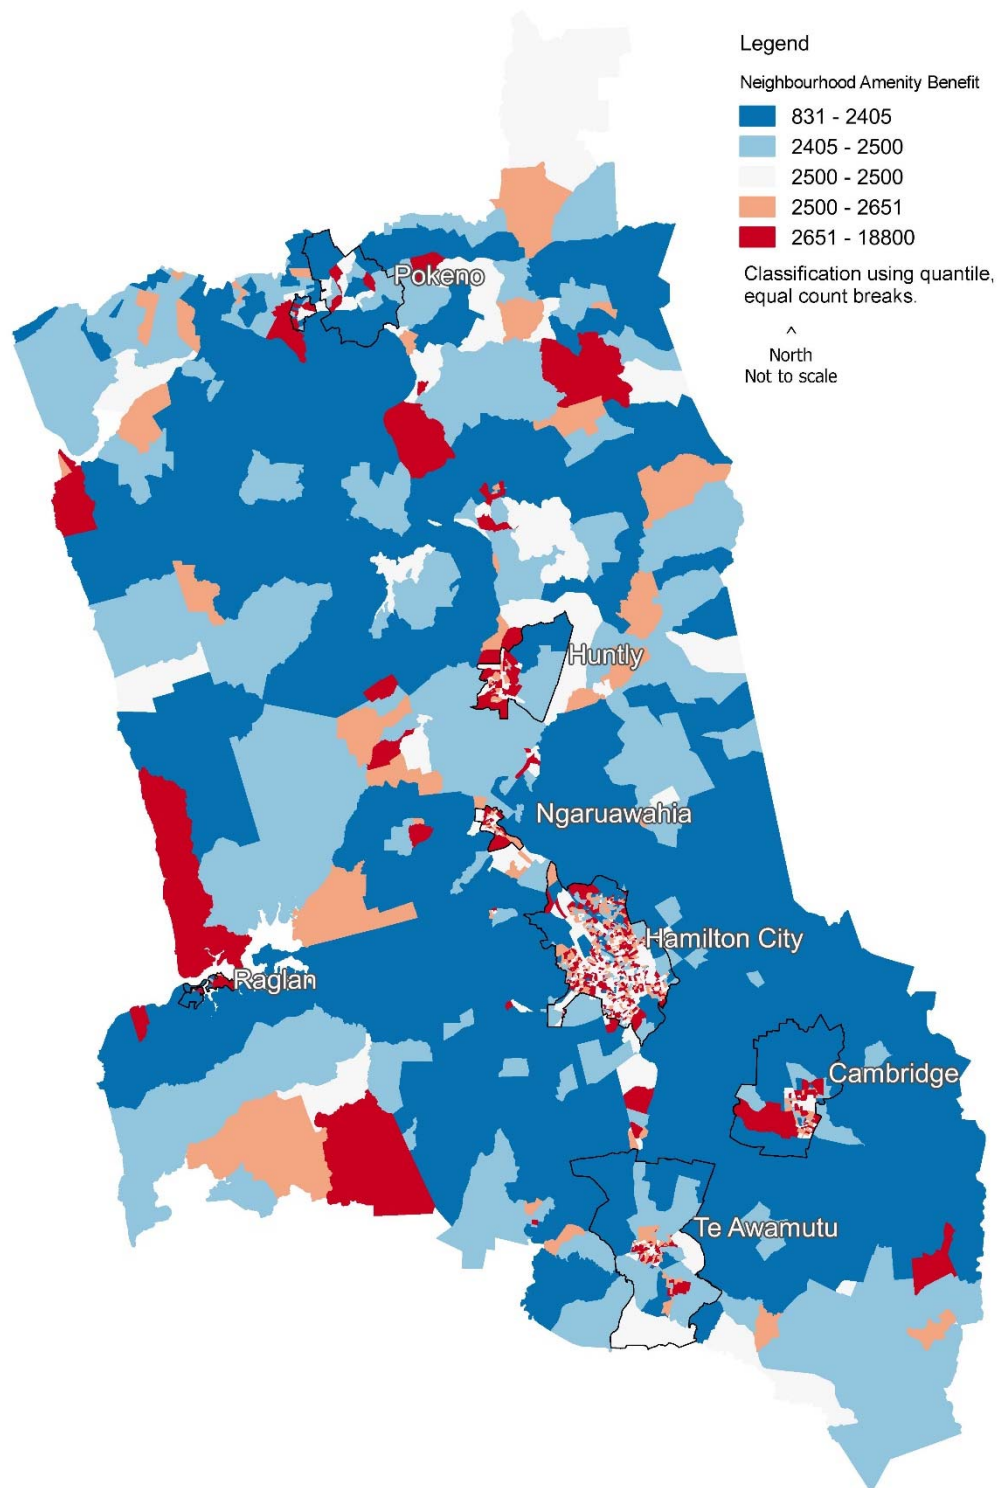 Legend
Neighbourhood Amenity Benefit
831 - 2405
2405 - 2500
2500 - 2500
2500 - 2651
2651 - 18800
Classification using quantile,
equal count breaks.
^
North
Not to scale
Pokeno
Huntly
Ngaruawahia
Hamilton City
Raglan
Cambridge
Te Awamutu